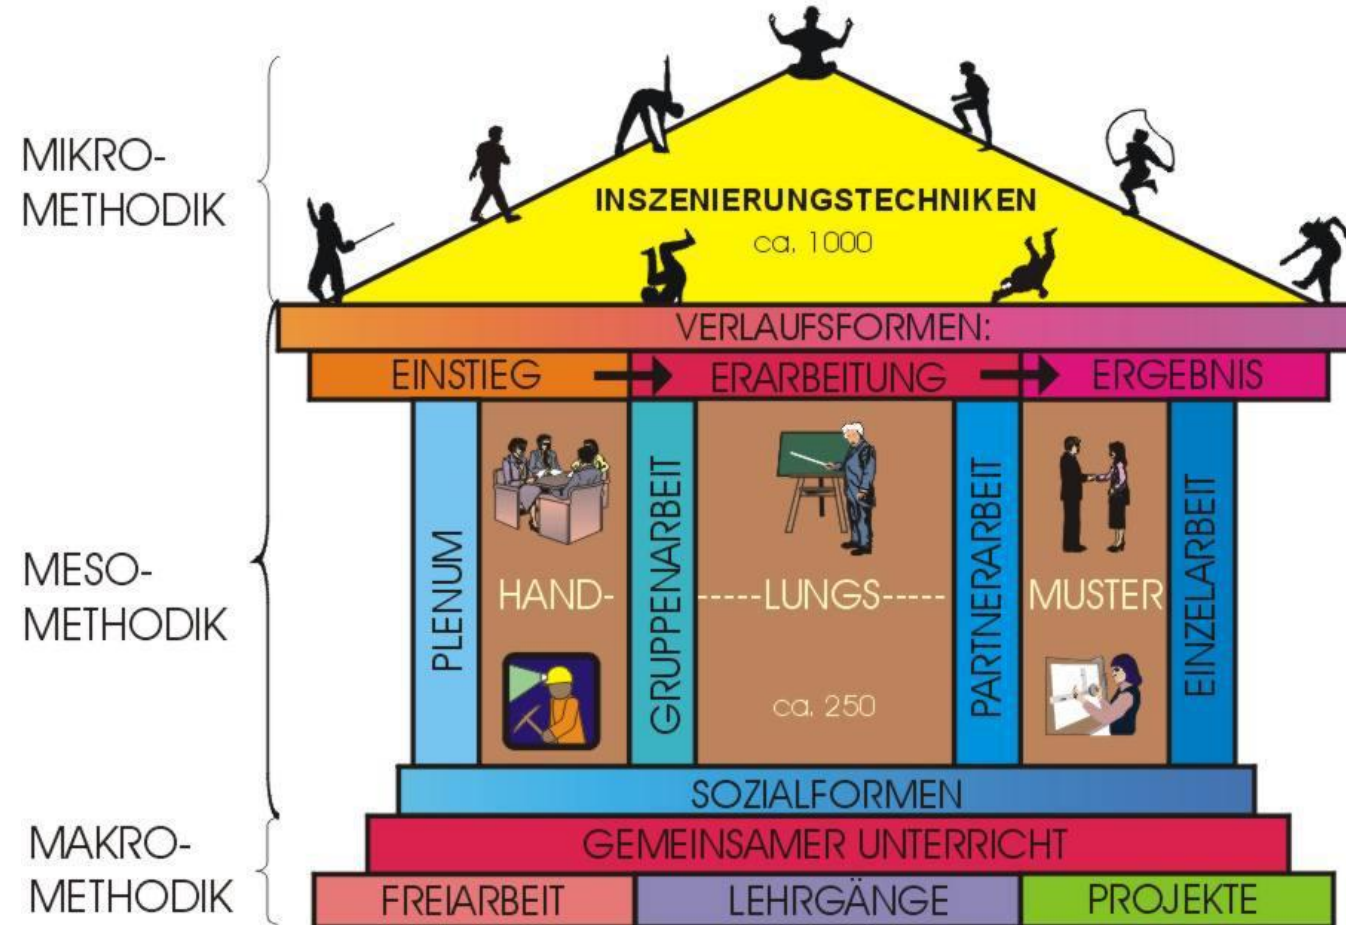 MIKRO-
METHODIK
INSZENIERUNGSTECHNIKEN
ca. 1000
VERLAUFSFORMEN:
EINSTIEG
ERARBEITUNG
ERGEBNIS
MESO-
METHODIK
PLENUM
HAND-
GRUPPENARBEIT
-----LUNGS-----
ca. 250
PARTNERARBEIT
MUSTER
EINZELARBEIT
SOZIALFORMEN
MAKRO-
METHODIK
GEMEINSAMER UNTERRICHT
FREIARBEIT
LEHRGÄNGE
PROJEKTE